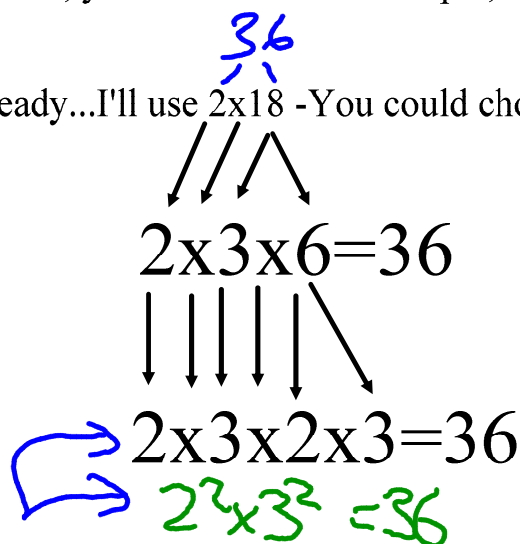 36
eady...I'll use 2x18 -You could cho
2x3x6=36
2x3x2x3=36
2²x3² =36